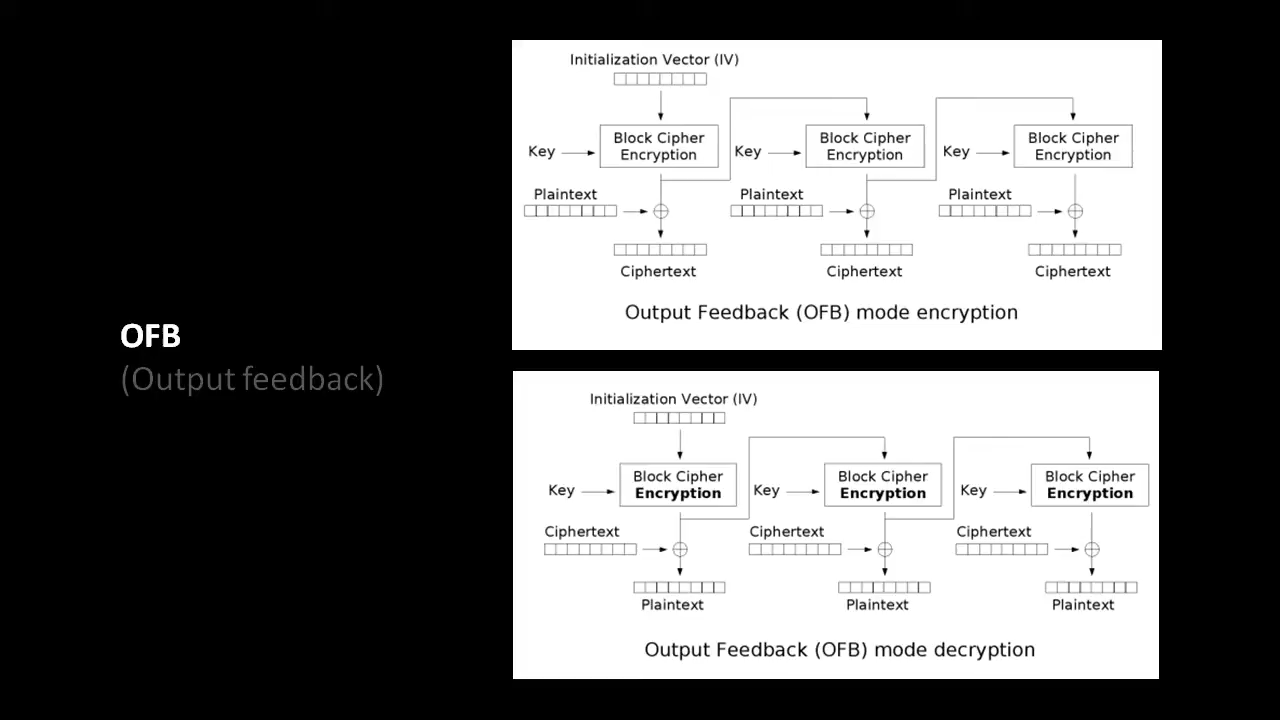 OFB
(Output feedback)
Initialization Vector (IV)
Key
Block Cipher
Encryption
Key
Block Cipher
Encryption
Key
Block Cipher
Encryption
Plaintext
Plaintext
Plaintext
Ciphertext
Ciphertext
Ciphertext
Output Feedback (OFB) mode encryption
Initialization Vector (IV)
Key
Block Cipher
Encryption
Key
Block Cipher
Encryption
Key
Block Cipher
Encryption
Ciphertext
Ciphertext
Ciphertext
Plaintext
Plaintext
Plaintext
Output Feedback (OFB) mode decryption